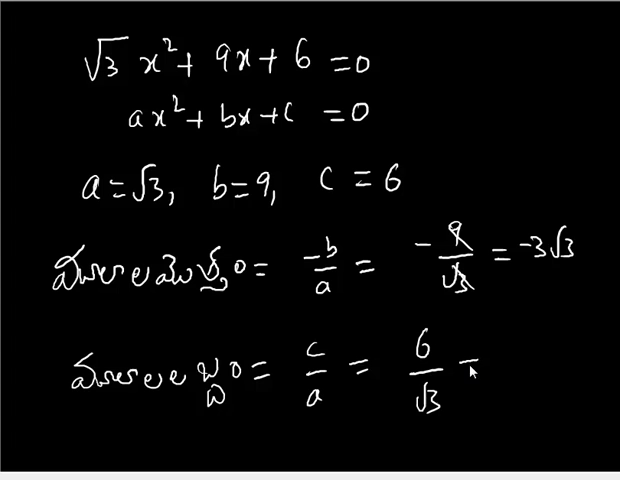 √3 x² + 9x + 6 = 0
ax² + bx + c = 0
a = √3, b = 9, c = 6
మూలాల మొత్తం = -b/a = -9/√3 = -3√3
మూలాల లబ్దం = c/a = 6/√3 =